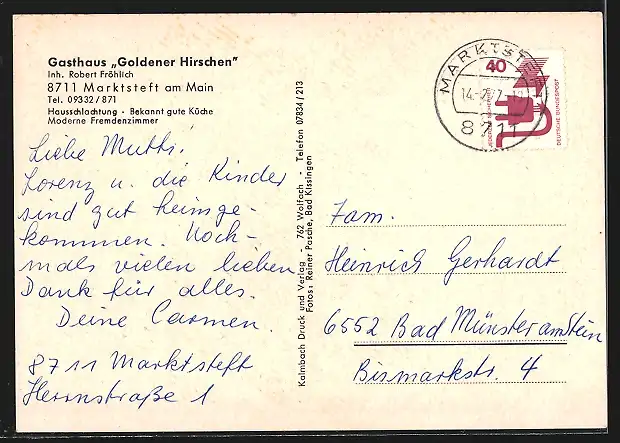 Gasthaus „Goldener Hirschen"
Inh. Robert Fröhlich
8711 Marktsteft am Main
Tel. 09332/871
Hausschlachtung · Bekannt gute Küche
Moderne Fremdenzimmer
Liebe Mutti,
Lorenz u. die Kinder
sind gut heimge-
kommen. Noch-
mals vielen lieben
Dank für alles.
Deine Carmen.
8711 Marktsteft
Herrnstraße 1
Kalmbach Druck und Verlag - 762 Wolfach - Telefon 07834/213
Fotos: Reiner Pasche, Bad Kissingen
MARKTSTEFT
8711
40
DEUTSCHE BUNDESPOST
Fam.
Heinrich Gerhardt
6552 Bad Münster am Stein
Bismarkstr. 4